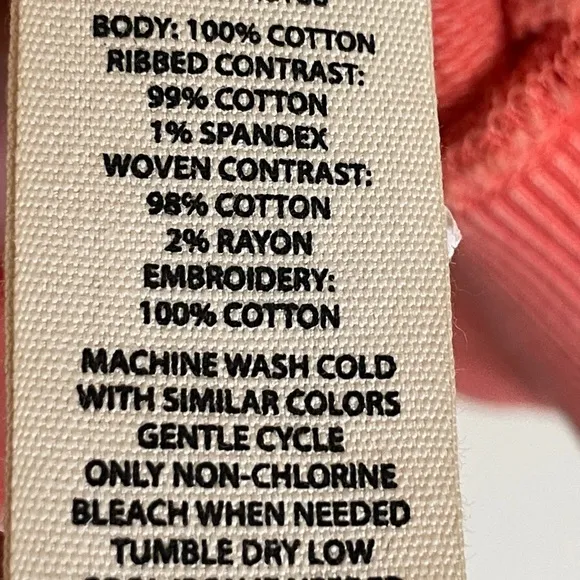 BODY: 100% COTTON
RIBBED CONTRAST:
99% COTTON
1% SPANDEX
WOVEN CONTRAST:
98% COTTON
2% RAYON
EMBROIDERY:
100% COTTON
MACHINE WASH COLD
WITH SIMILAR COLORS
GENTLE CYCLE
ONLY NON-CHLORINE
BLEACH WHEN NEEDED
TUMBLE DRY LOW